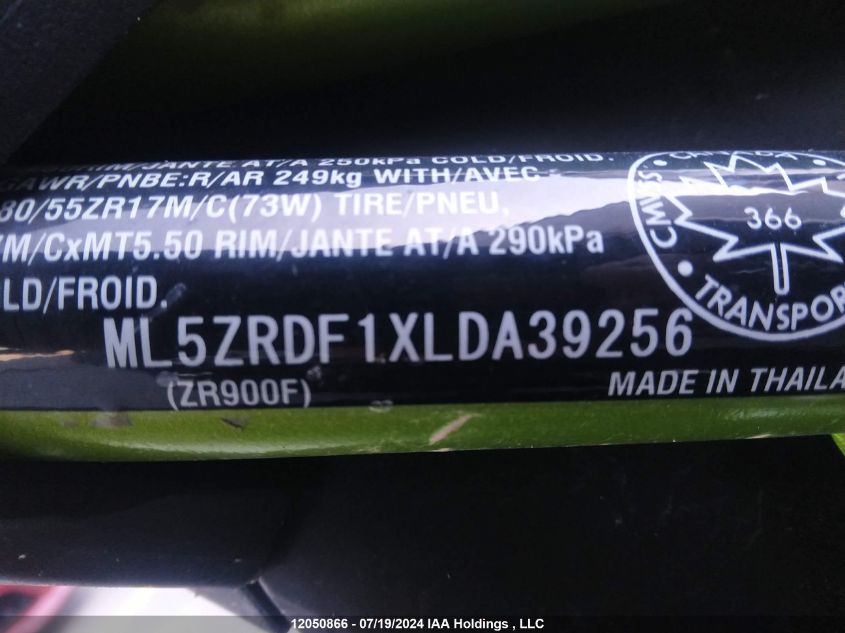 RIM/JANTE AT/A 250kPa COLD/FROID.
GAWR/PNBE:R/AR 249kg WITH/AVEC
80/55ZR17M/C(73W) TIRE/PNEU,
M/CxMT5.50 RIM/JANTE AT/A 290kPa
LD/FROID.
CANADA
CMVSS
366
TRANSPOR
ML5ZRDF1XLDA39256
(ZR900F)
MADE IN THAILA
12050866 - 07/19/2024 IAA Holdings , LLC